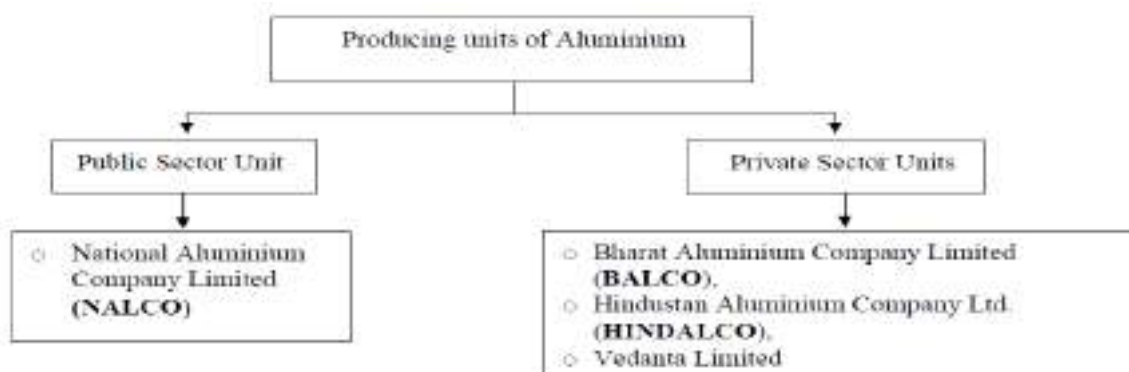 Producing units of Aluminium
Public Sector Unit
Private Sector Units
○ National Aluminium
Company Limited
(NALCO)
○ Bharat Aluminium Company Limited
(BALCO),
○ Hindustan Aluminium Company Ltd.
(HINDALCO),
○ Vedanta Limited